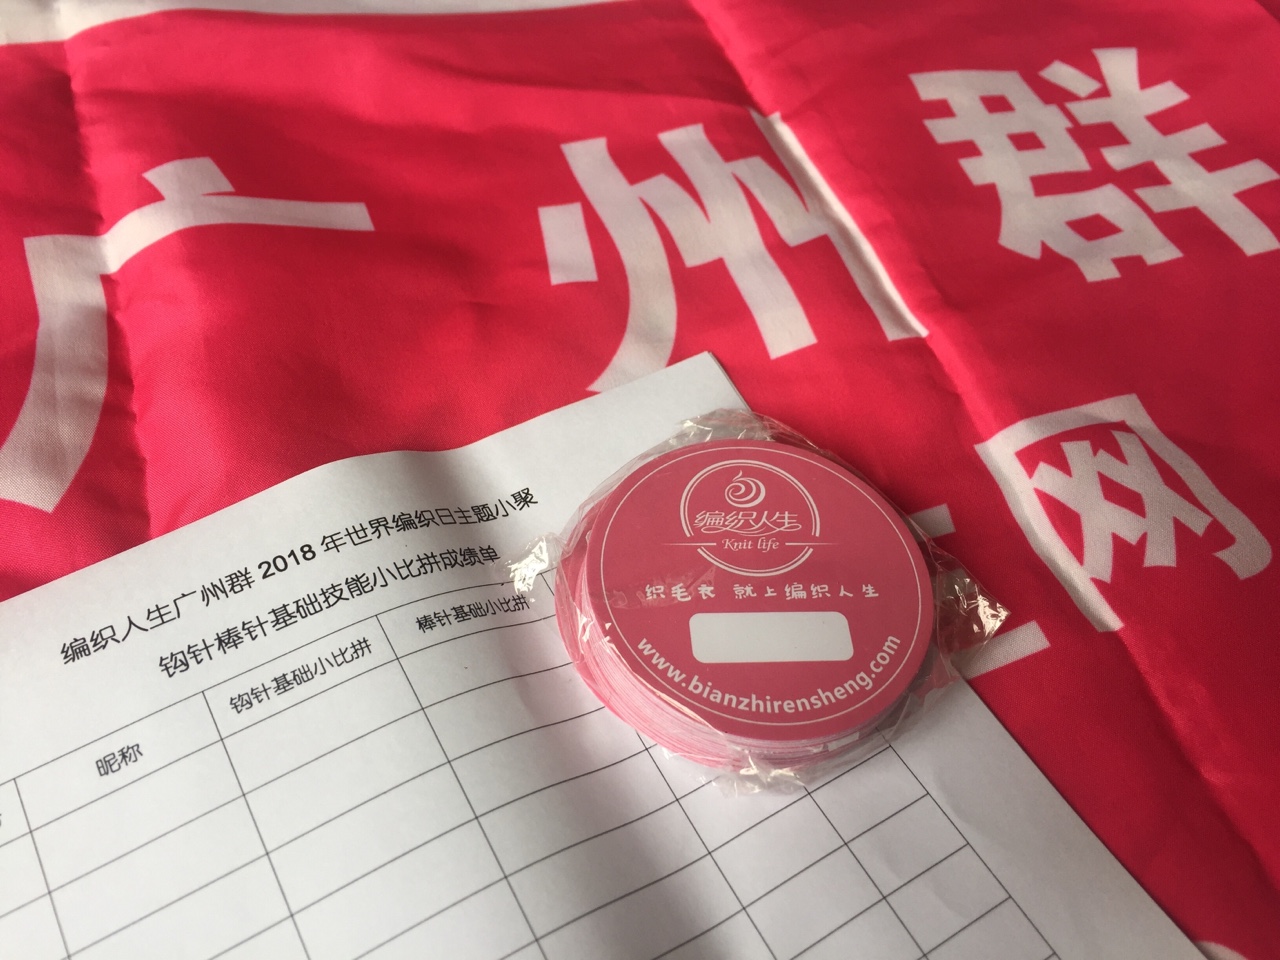 广州群
网
编织人生广州群 2018 年世界编织日主题小聚
钩针棒针基础技能小比拼成绩单
昵称
钩针基础小比拼
棒针基础小比拼
编织人生
Knit life
织毛衣 就上编织人生
www.bianzhirensheng.com